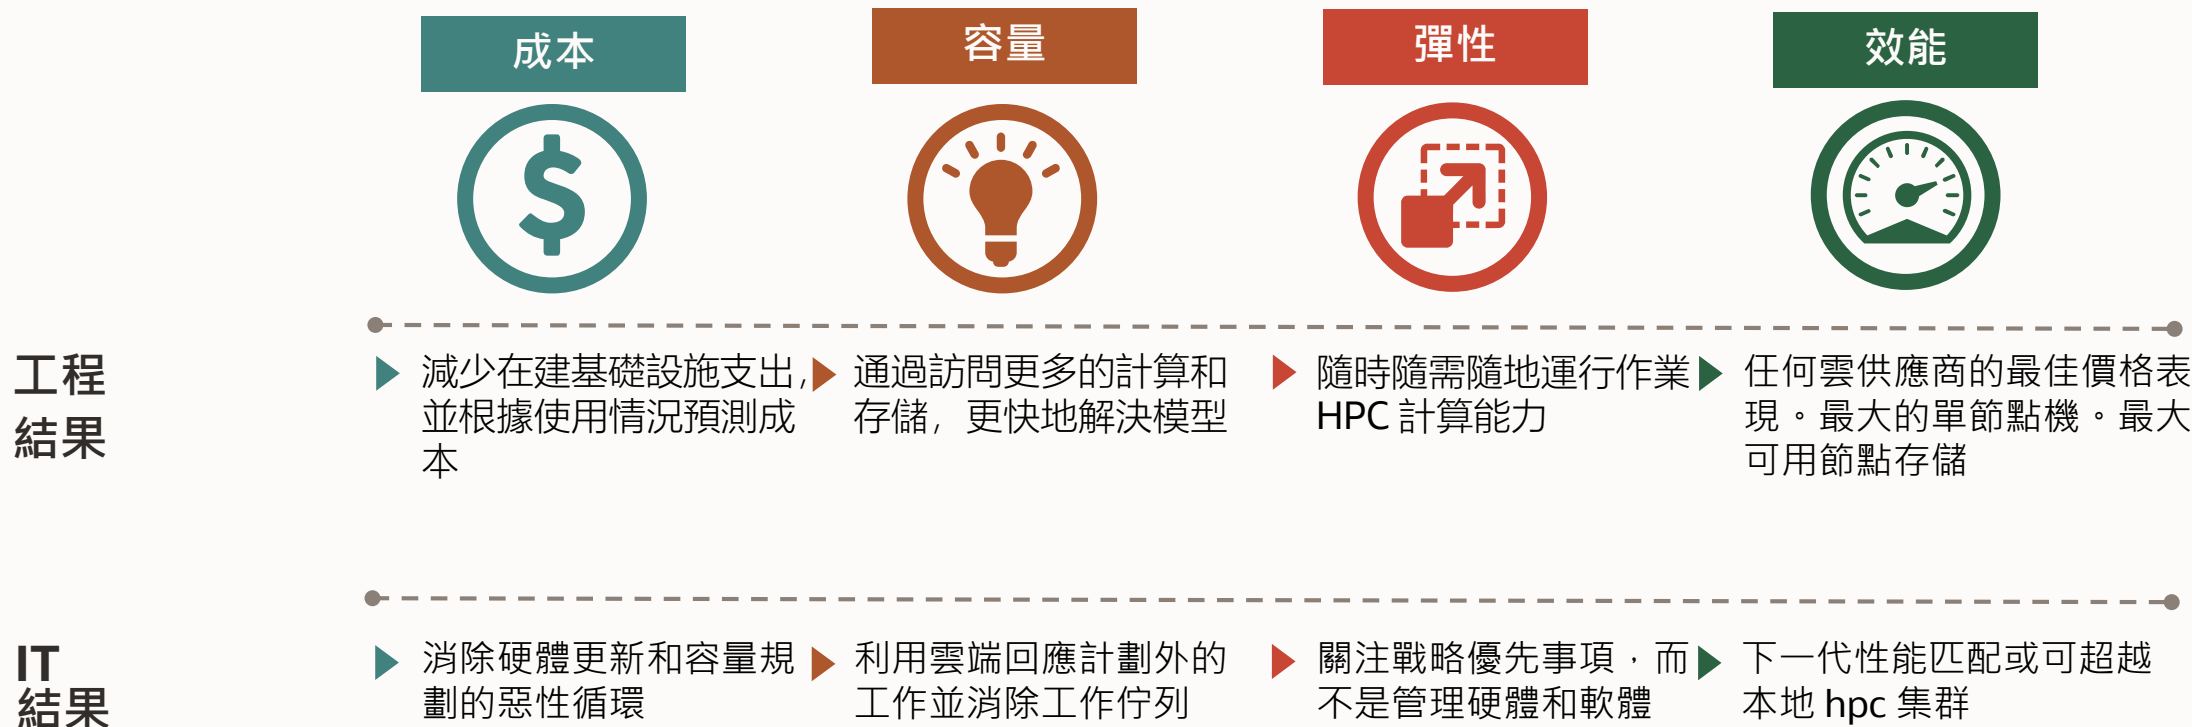 成本
容量
彈性
效能
工程
結果
減少在建基礎設施支出,
並根據使用情況預測成
本
通過訪問更多的計算和
存儲, 更快地解決模型
隨時隨需隨地運行作業
HPC 計算能力
任何雲供應商的最佳價格表
現。最大的單節點機。最大
可用節點存儲
IT
結果
消除硬體更新和容量規
劃的惡性循環
利用雲端回應計劃外的
工作並消除工作佇列
關注戰略優先事項，而
不是管理硬體和軟體
下一代性能匹配或可超越
本地 hpc 集群